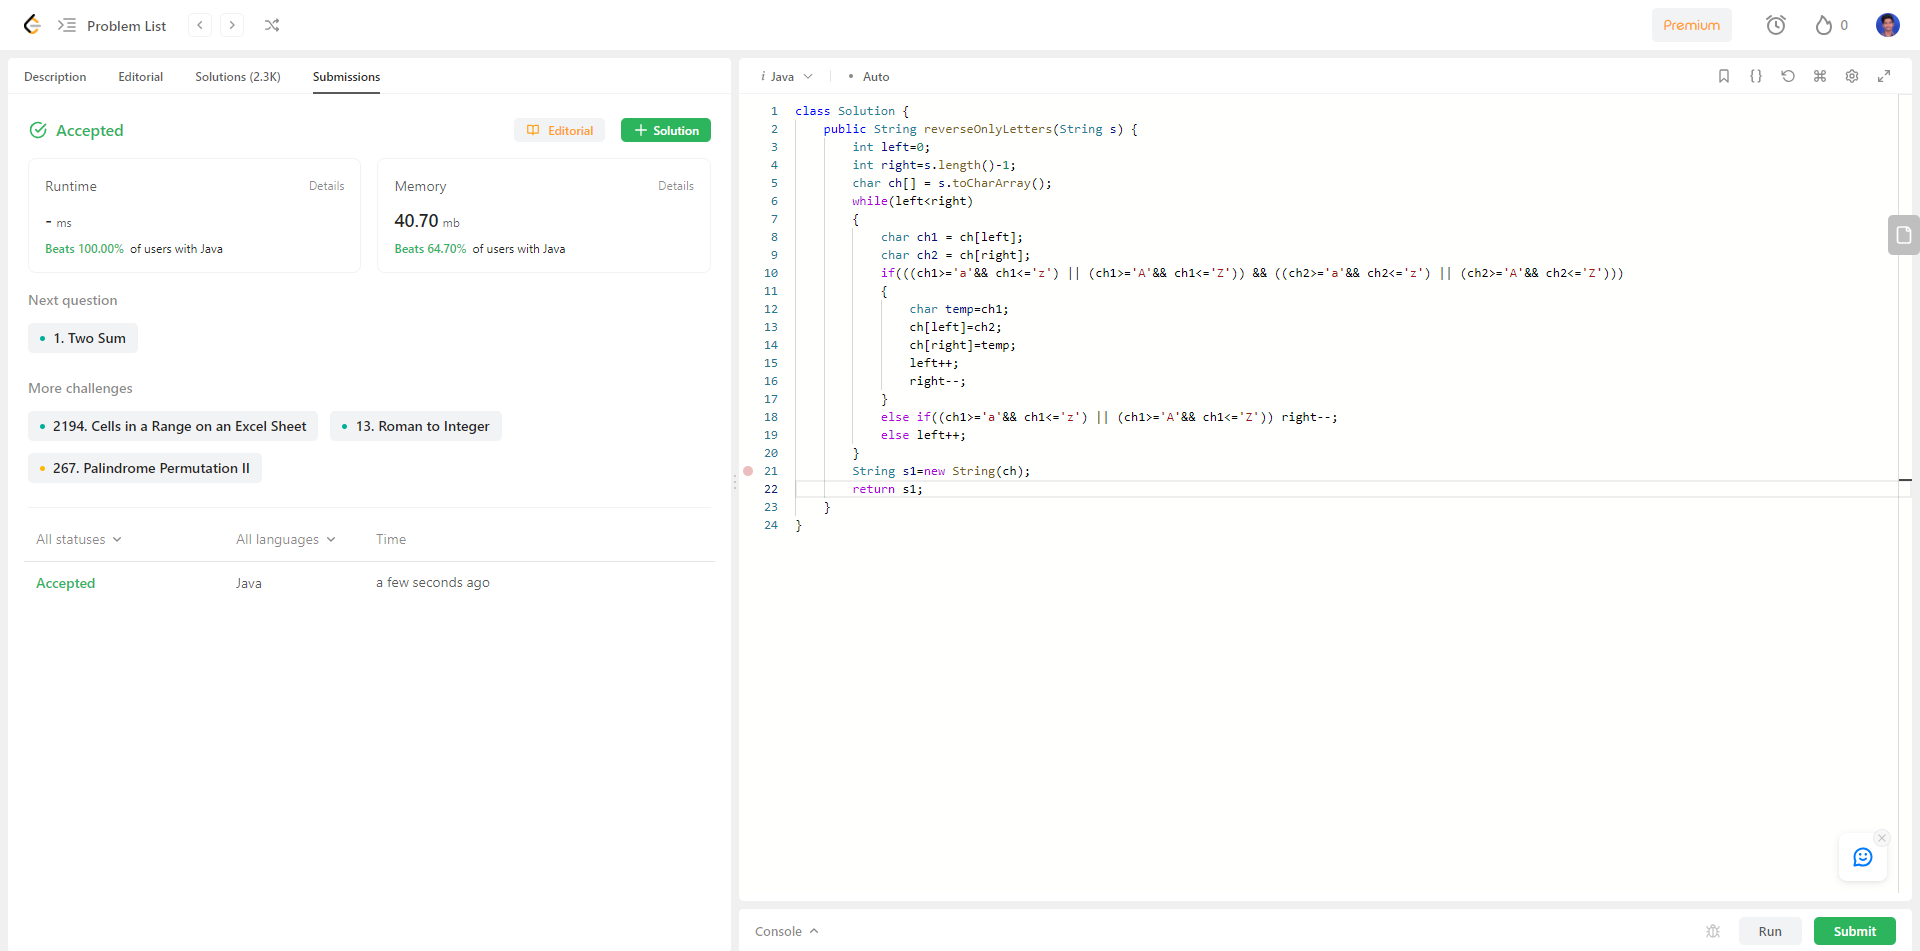 Problem List
Premium
0
Description Editorial Solutions (2.3K) Submissions
Accepted
Editorial
Solution
Runtime Details
- ms
Beats 100.00% of users with Java
Memory Details
40.70 mb
Beats 64.70% of users with Java
Next question
1. Two Sum
More challenges
2194. Cells in a Range on an Excel Sheet
13. Roman to Integer
267. Palindrome Permutation II
All statuses All languages Time
Accepted Java a few seconds ago
i Java • Auto
1 class Solution {
2     public String reverseOnlyLetters(String s) {
3         int left=0;
4         int right=s.length()-1;
5         char ch[] = s.toCharArray();
6         while(left<right)
7         {
8             char ch1 = ch[left];
9             char ch2 = ch[right];
10             if(((ch1>='a'&& ch1<='z') || (ch1>='A'&& ch1<='Z')) && ((ch2>='a'&& ch2<='z') || (ch2>='A'&& ch2<='Z')))
11             {
12                 char temp=ch1;
13                 ch[left]=ch2;
14                 ch[right]=temp;
15                 left++;
16                 right--;
17             }
18             else if((ch1>='a'&& ch1<='z') || (ch1>='A'&& ch1<='Z')) right--;
19             else left++;
20         }
21         String s1=new String(ch);
22         return s1;
23     }
24 }
Console
Run
Submit